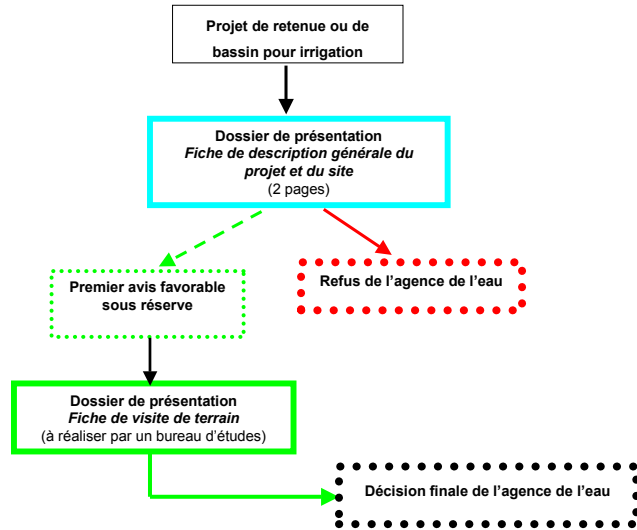 Projet de retenue ou de
bassin pour irrigation
Dossier de présentation
Fiche de description générale du
projet et du site
(2 pages)
Premier avis favorable
sous réserve
Refus de l’agence de l’eau
Dossier de présentation
Fiche de visite de terrain
(à réaliser par un bureau d’études)
Décision finale de l’agence de l’eau